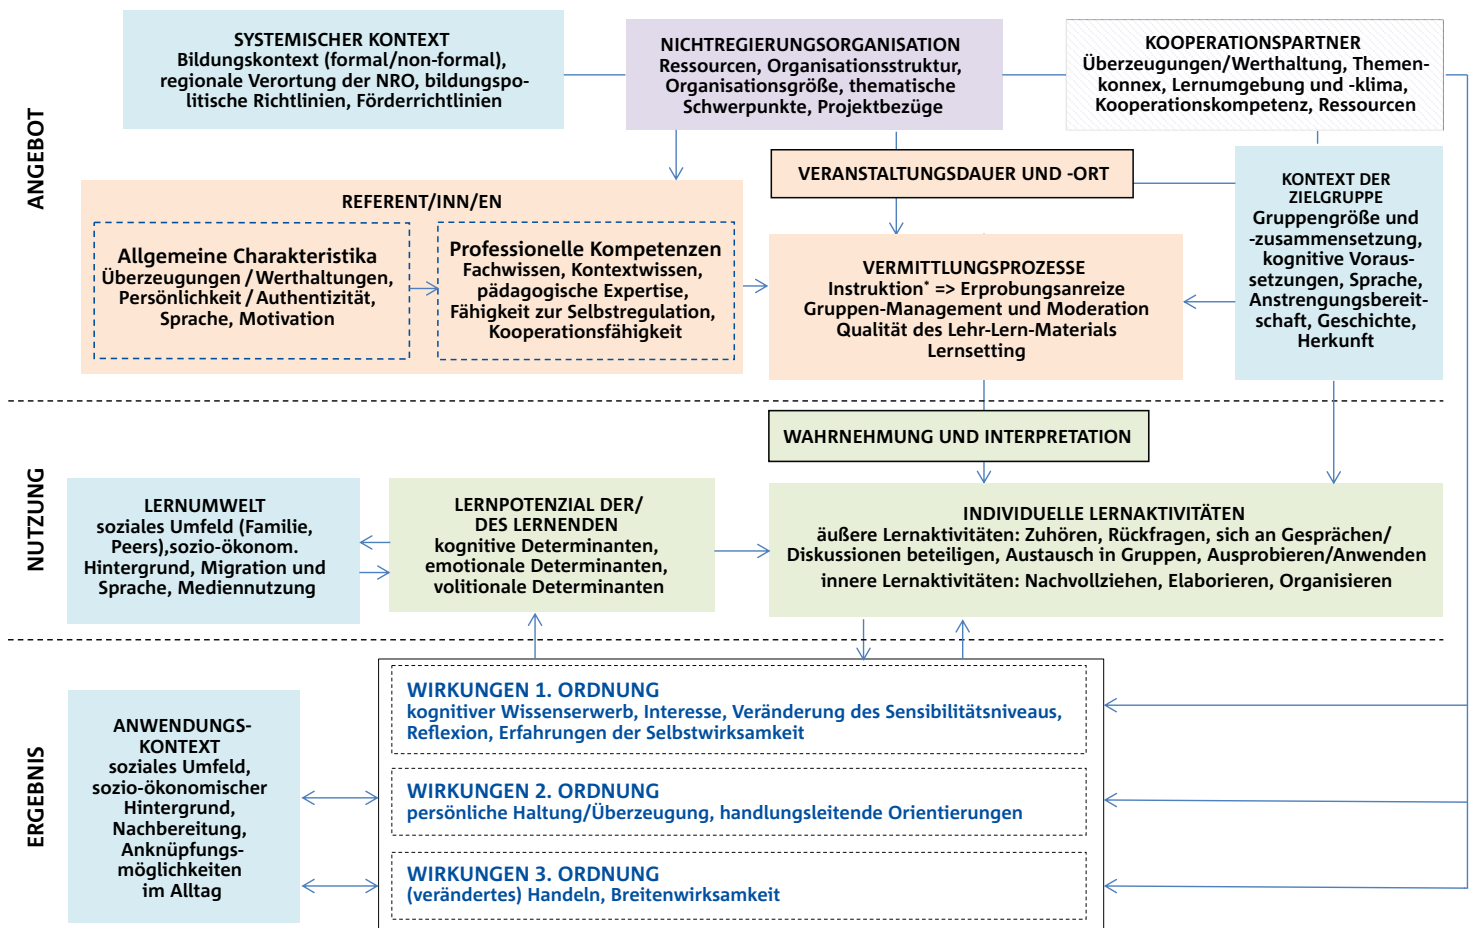 ANGEBOT
SYSTEMISCHER KONTEXT
Bildungskontext (formal/non-formal),
regionale Verortung der NRO, bildungspo-
litische Richtlinien, Förderrichtlinien
NICHTREGIERUNGSORGANISATION
Ressourcen, Organisationsstruktur,
Organisationsgröße, thematische
Schwerpunkte, Projektbezüge
KOOPERATIONSPARTNER
Überzeugungen/Werthaltung, Themen-
konnex, Lernumgebung und -klima,
Kooperationskompetenz, Ressourcen
REFERENT/INN/EN
Allgemeine Charakteristika
Überzeugungen / Werthaltungen,
Persönlichkeit / Authentizität,
Sprache, Motivation
Professionelle Kompetenzen
Fachwissen, Kontextwissen,
pädagogische Expertise,
Fähigkeit zur Selbstregulation,
Kooperationsfähigkeit
VERANSTALTUNGSDAUER UND -ORT
VERMITTLUNGSPROZESSE
Instruktion* => Erprobungsanreize
Gruppen-Management und Moderation
Qualität des Lehr-Lern-Materials
Lernsetting
KONTEXT DER
ZIELGRUPPE
Gruppengröße und
-zusammensetzung,
kognitive Voraus-
setzungen, Sprache,
Anstrengungsbereit-
schaft, Geschichte,
Herkunft
NUTZUNG
WAHRNEHMUNG UND INTERPRETATION
LERNUMWELT
soziales Umfeld (Familie,
Peers),sozio-ökonom.
Hintergrund, Migration und
Sprache, Mediennutzung
LERNPOTENZIAL DER/
DES LERNENDEN
kognitive Determinanten,
emotionale Determinanten,
volitionale Determinanten
INDIVIDUELLE LERNAKTIVITÄTEN
äußere Lernaktivitäten: Zuhören, Rückfragen, sich an Gesprächen/
Diskussionen beteiligen, Austausch in Gruppen, Ausprobieren/Anwenden
innere Lernaktivitäten: Nachvollziehen, Elaborieren, Organisieren
ERGEBNIS
ANWENDUNGS-
KONTEXT
soziales Umfeld,
sozio-ökonomischer
Hintergrund,
Nachbereitung,
Anknüpfungs-
möglichkeiten
im Alltag
WIRKUNGEN 1. ORDNUNG
kognitiver Wissenserwerb, Interesse, Veränderung des Sensibilitätsniveaus,
Reflexion, Erfahrungen der Selbstwirksamkeit
WIRKUNGEN 2. ORDNUNG
persönliche Haltung/Überzeugung, handlungsleitende Orientierungen
WIRKUNGEN 3. ORDNUNG
(verändertes) Handeln, Breitenwirksamkeit